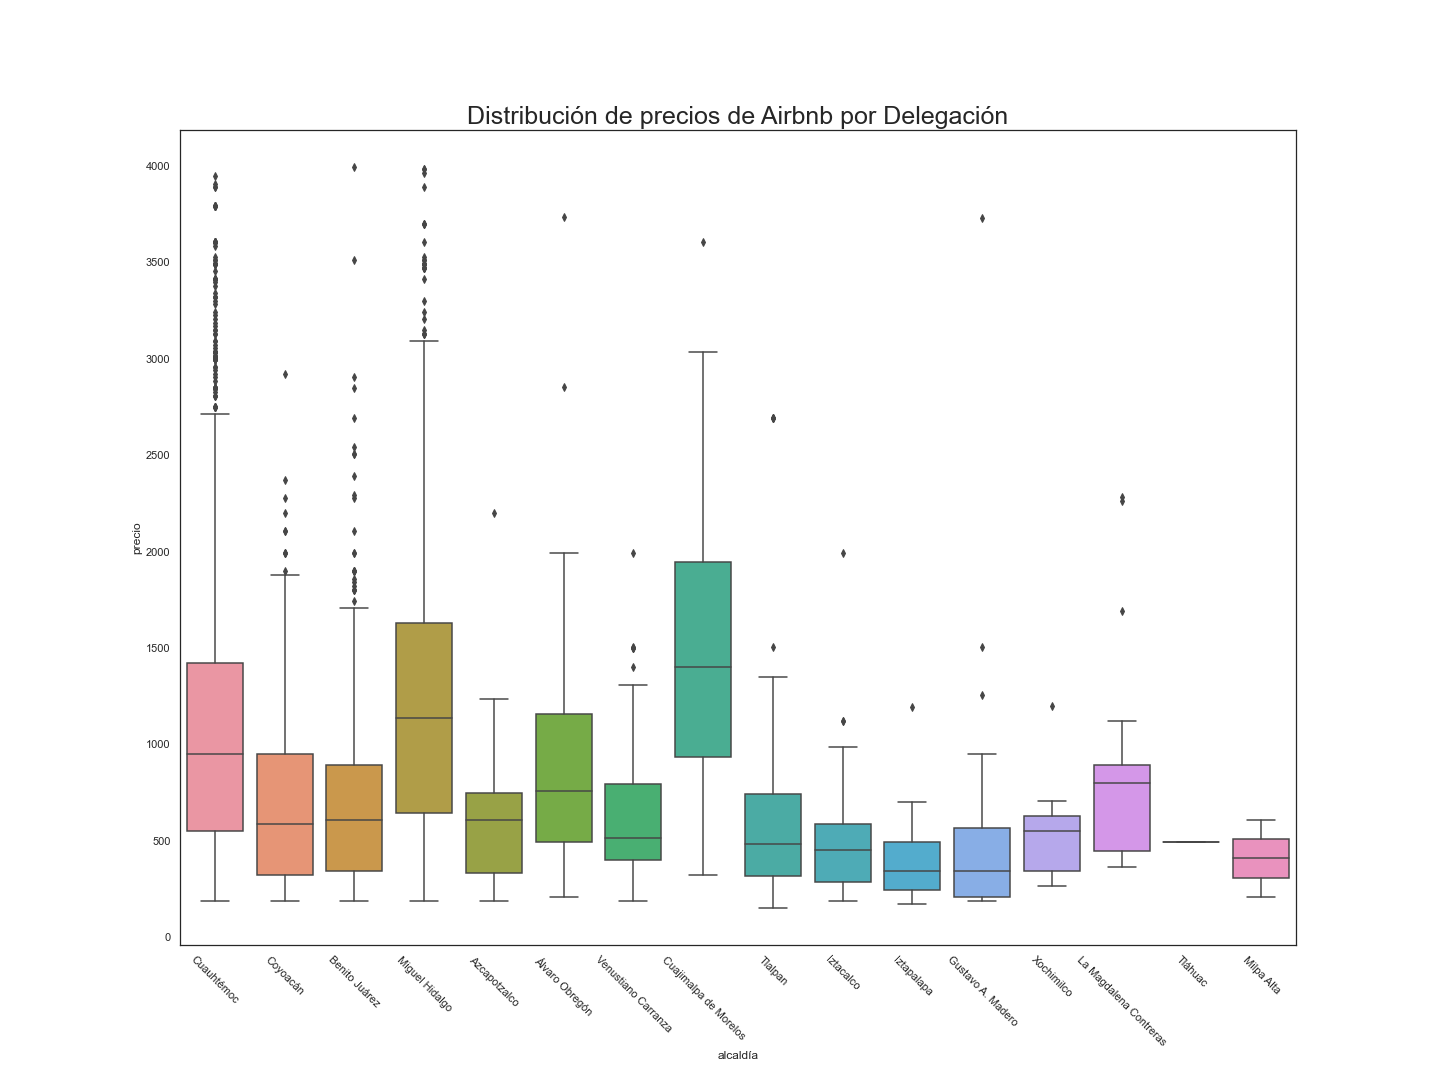 Distribución de precios de Airbnb por Delegación
4000
3500
3000
2500
2000
1500
1000
500
0
precio
Cuauhtémoc
Coyoacán
Benito Juárez
Miguel Hidalgo
Azcapotzalco
Álvaro Obregón
Venustiano Carranza
Cuajimalpa de Morelos
Tlalpan
Iztacalco
Iztapalapa
Gustavo A. Madero
Xochimilco
La Magdalena Contreras
Tláhuac
Milpa Alta
alcaldía